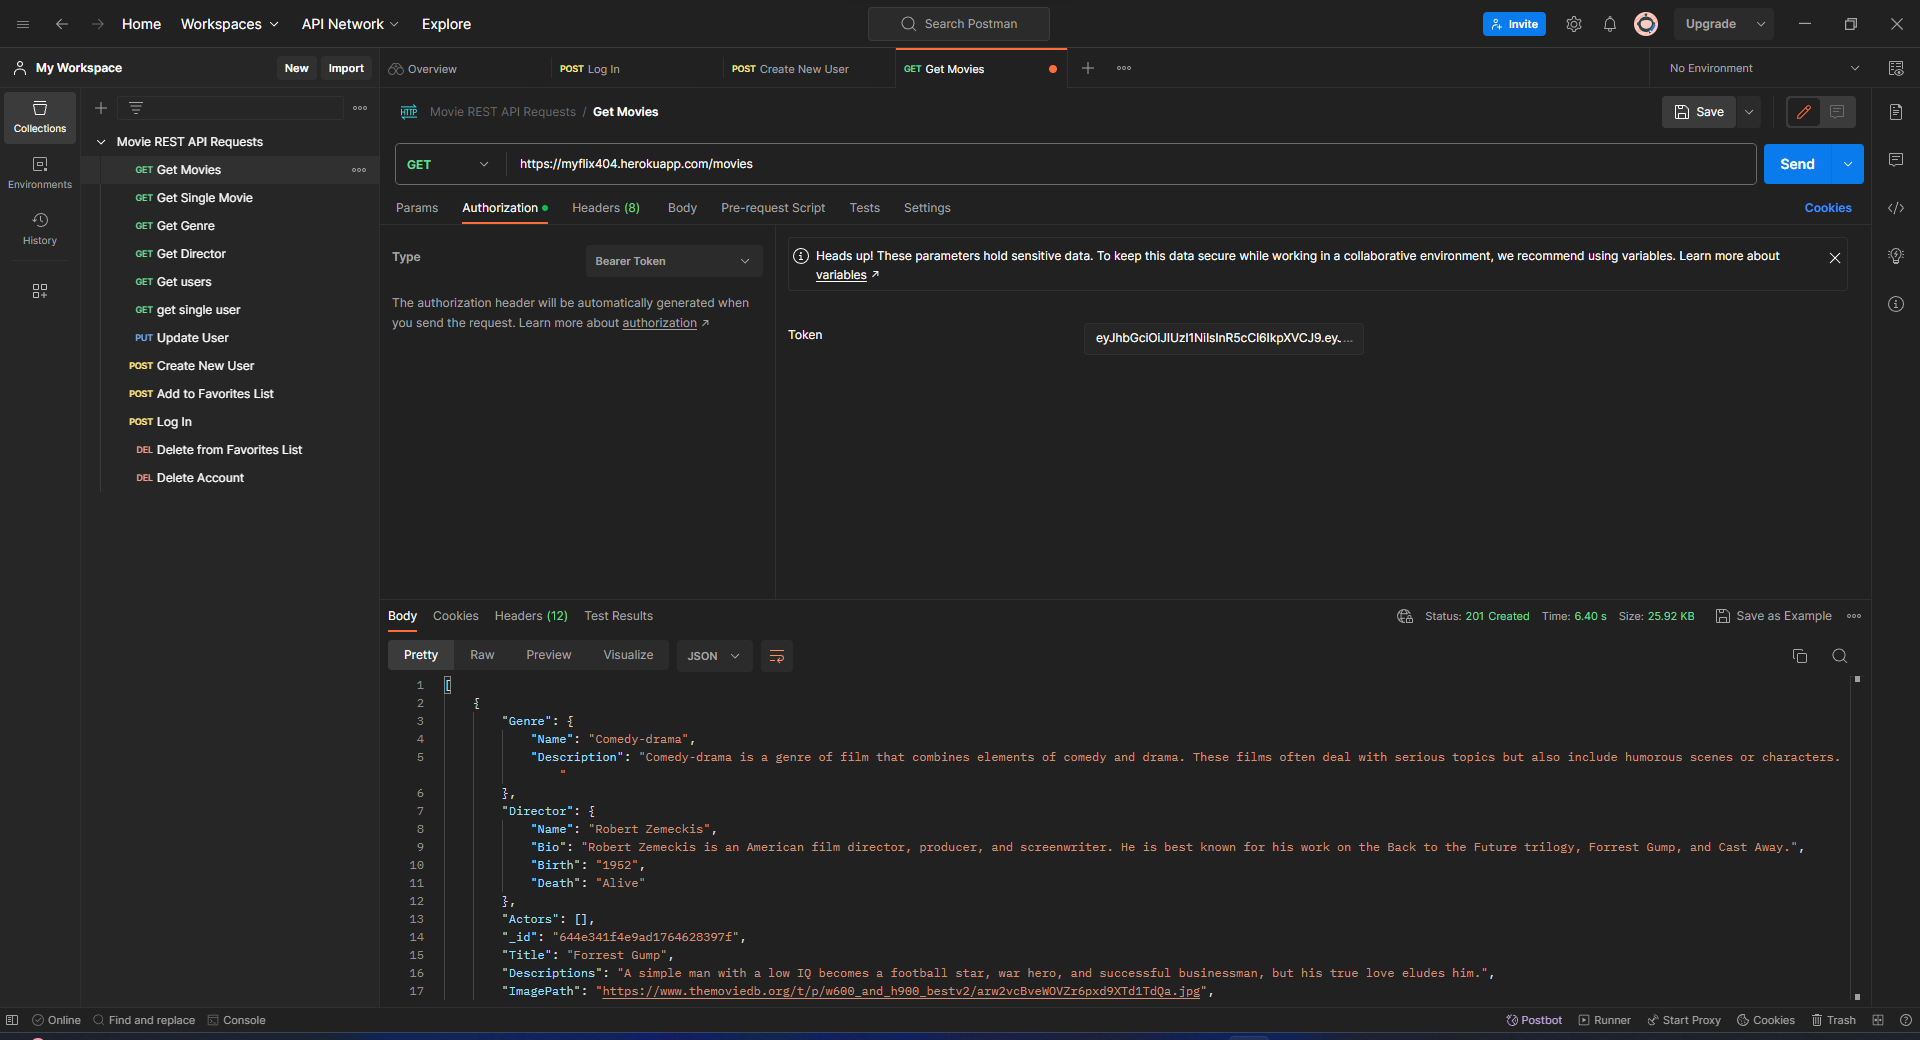 Home Workspaces API Network Explore Search Postman Invite Upgrade
My Workspace New Import Overview POST Log In POST Create New User GET Get Movies No Environment
Collections
Environments
History
Movie REST API Requests
GET Get Movies
GET Get Single Movie
GET Get Genre
GET Get Director
GET Get users
GET get single user
PUT Update User
POST Create New User
POST Add to Favorites List
POST Log In
DEL Delete from Favorites List
DEL Delete Account
HTTP Movie REST API Requests / Get Movies Save
GET https://myflix404.herokuapp.com/movies Send
Params Authorization Headers (8) Body Pre-request Script Tests Settings Cookies
Type Bearer Token
The authorization header will be automatically generated when
you send the request. Learn more about authorization ↗
Heads up! These parameters hold sensitive data. To keep this data secure while working in a collaborative environment, we recommend using variables. Learn more about
variables ↗
Token eyJhbGciOiJIUzI1NiIsInR5cCI6IkpXVCJ9.ey....
Body Cookies Headers (12) Test Results Status: 201 Created Time: 6.40 s Size: 25.92 KB Save as Example
Pretty Raw Preview Visualize JSON
1 [
2 {
3 "Genre": {
4 "Name": "Comedy-drama",
5 "Description": "Comedy-drama is a genre of film that combines elements of comedy and drama. These films often deal with serious topics but also include humorous scenes or characters.
"
6 },
7 "Director": {
8 "Name": "Robert Zemeckis",
9 "Bio": "Robert Zemeckis is an American film director, producer, and screenwriter. He is best known for his work on the Back to the Future trilogy, Forrest Gump, and Cast Away.",
10 "Birth": "1952",
11 "Death": "Alive"
12 },
13 "Actors": [],
14 "_id": "644e341f4e9ad1764628397f",
15 "Title": "Forrest Gump",
16 "Descriptions": "A simple man with a low IQ becomes a football star, war hero, and successful businessman, but his true love eludes him.",
17 "ImagePath": "https://www.themoviedb.org/t/p/w600_and_h900_bestv2/arw2vcBveWOVZr6pxd9XTd1TdQa.jpg",
Online Find and replace Console Postbot Runner Start Proxy Cookies Trash